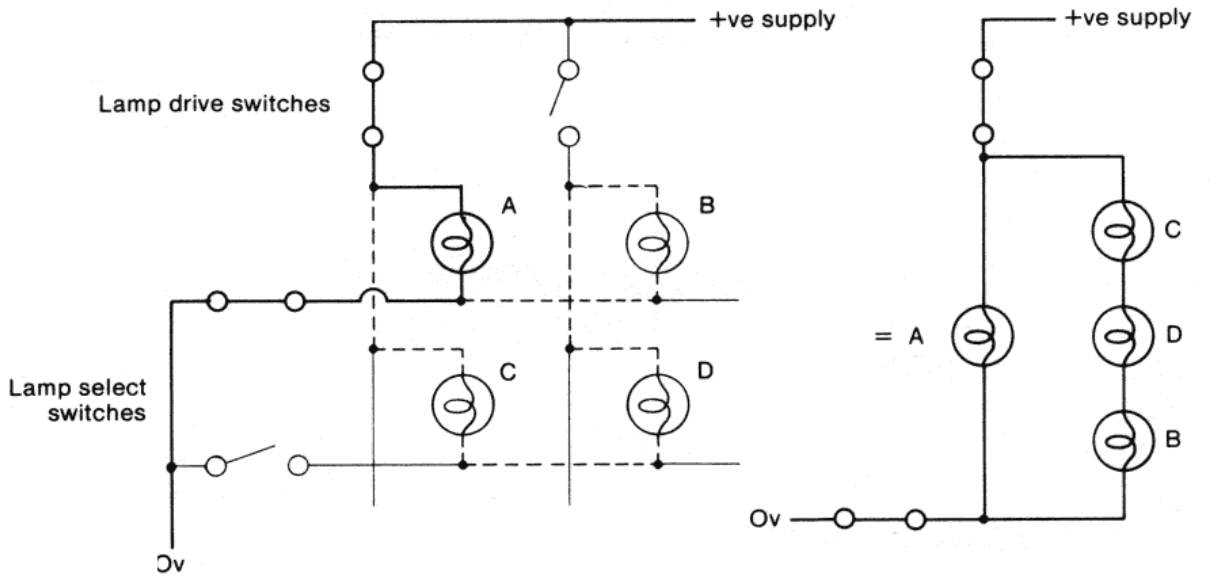 +ve supply
+ve supply
Lamp drive switches
A
B
C
= A
D
C
D
Lamp select
switches
B
Ov
Ov